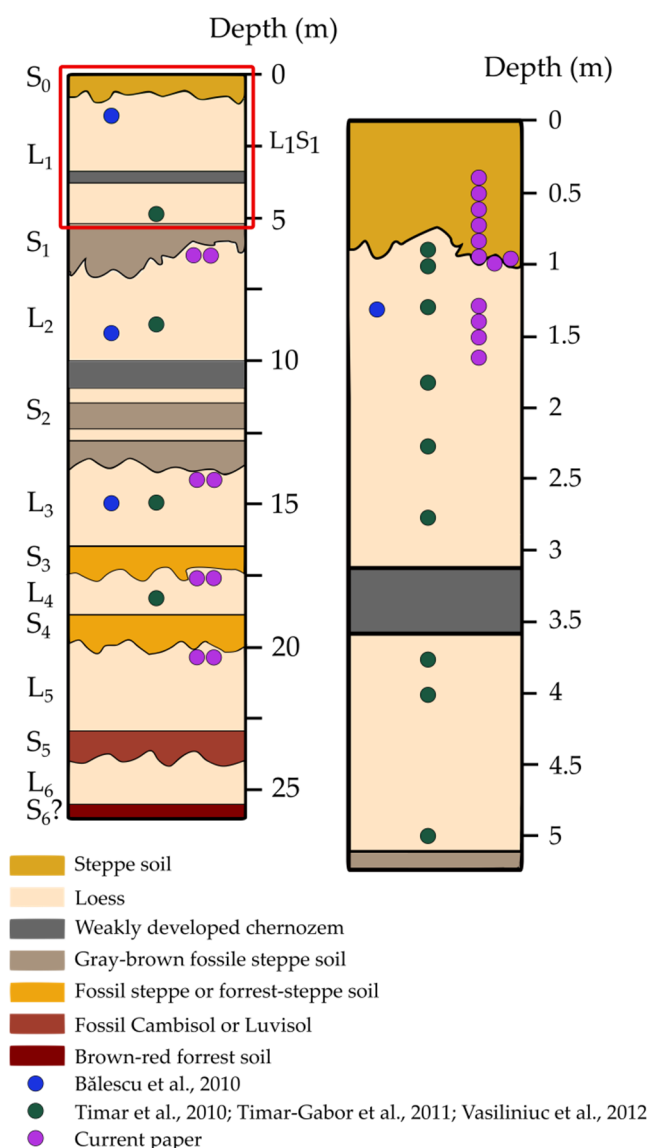 Depth (m)
S0
0
L1
L1S1
5
S1
L2
10
S2
L3
15
S3
L4
S4
20
L5
S5
L6
25
S6?
Depth (m)
0
0.5
1
1.5
2
2.5
3
3.5
4
4.5
5
Steppe soil
Loess
Weakly developed chernozem
Gray-brown fossile steppe soil
Fossil steppe or forrest-steppe soil
Fossil Cambisol or Luvisol
Brown-red forrest soil
Bălescu et al., 2010
Timar et al., 2010; Timar-Gabor et al., 2011; Vasiliniuc et al., 2012
Current paper